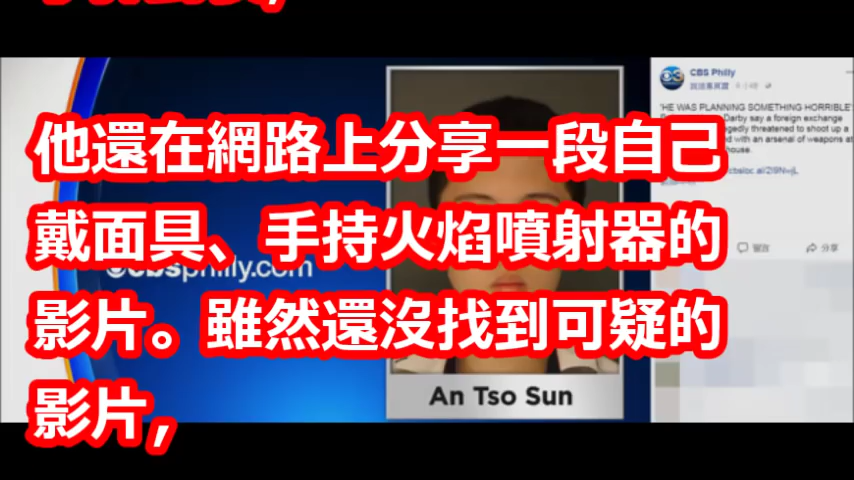 他還在網路上分享一段自己
戴面具、手持火焰噴射器的
影片。雖然還沒找到可疑的
影片，
cbsphilly.com
An Tso Sun
CBS Philly
'HE WAS PLANNING SOMETHING HORRIBLE'
Darby say a foreign exchange
threatened to shoot up a
with an arsenal of weapons at
house.
留言
分享